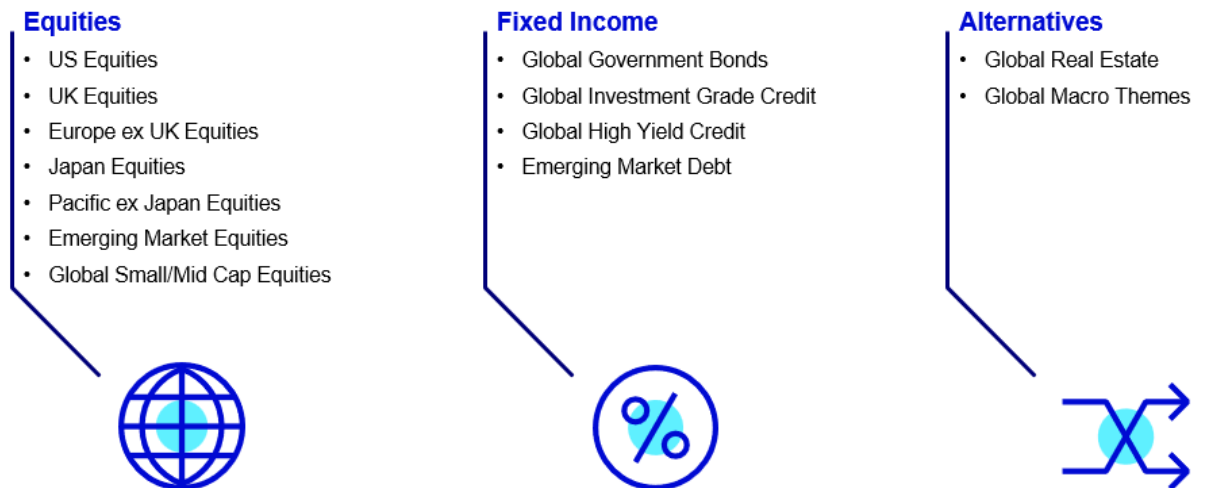 Equities
• US Equities
• UK Equities
• Europe ex UK Equities
• Japan Equities
• Pacific ex Japan Equities
• Emerging Market Equities
• Global Small/Mid Cap Equities
Fixed Income
• Global Government Bonds
• Global Investment Grade Credit
• Global High Yield Credit
• Emerging Market Debt
Alternatives
• Global Real Estate
• Global Macro Themes
%